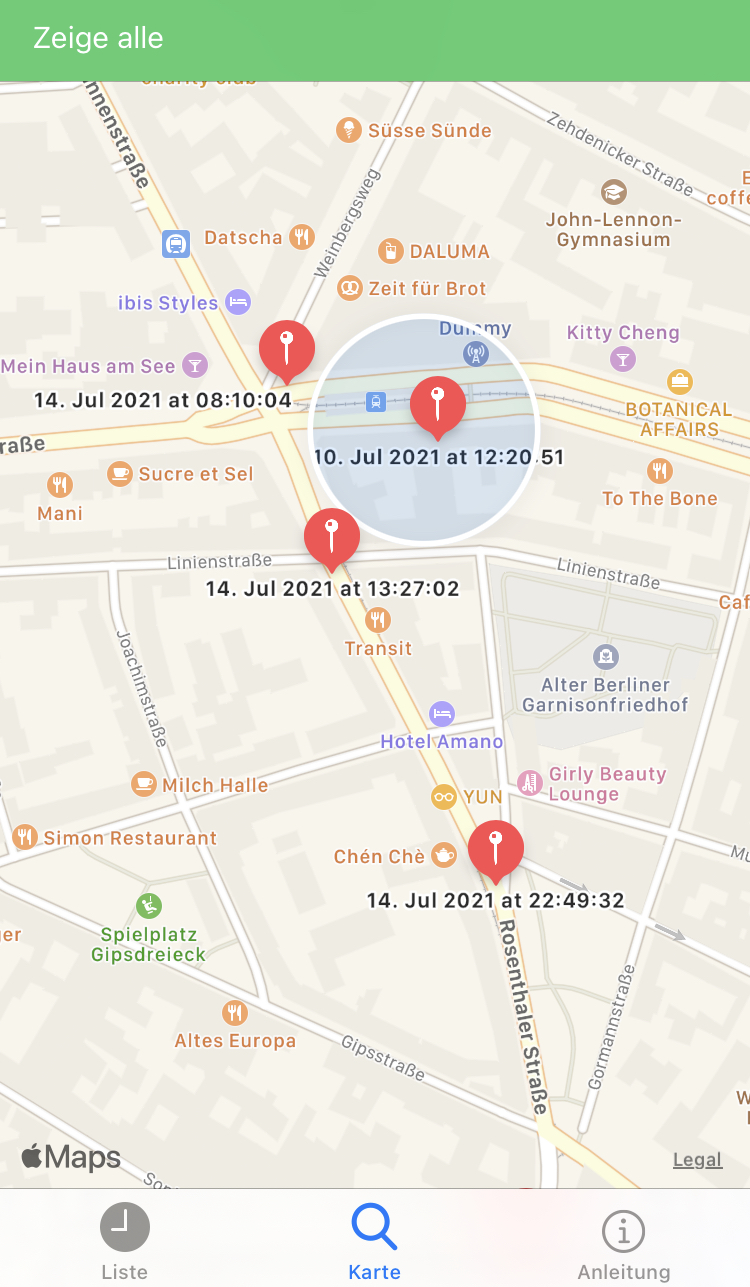 Zeige alle
charity club
nnenstraße
Süsse Sünde
Zehdenicker Straße
Weinbergsweg
John-Lennon-
Gymnasium
coffe
Datscha
DALUMA
Zeit für Brot
ibis Styles
Dummy
Kitty Cheng
Mein Haus am See
14. Jul 2021 at 08:10:04
BOTANICAL
AFFAIRS
raße
10. Jul 2021 at 12:20:51
Sucre et Sel
Mani
To The Bone
Linienstraße
Linienstraße
14. Jul 2021 at 13:27:02
Caf
Transit
Joachimstraße
Alter Berliner
Garnisonfriedhof
Hotel Amano
Milch Halle
Girly Beauty
Lounge
YUN
Simon Restaurant
Chén Chè
Mu
14. Jul 2021 at 22:49:32
ger
Spielplatz
Gipsdreieck
Rosenthaler Straße
Altes Europa
Gipsstraße
Gormannstraße
W
Maps
Legal
Sop
Liste
Karte
Anleitung